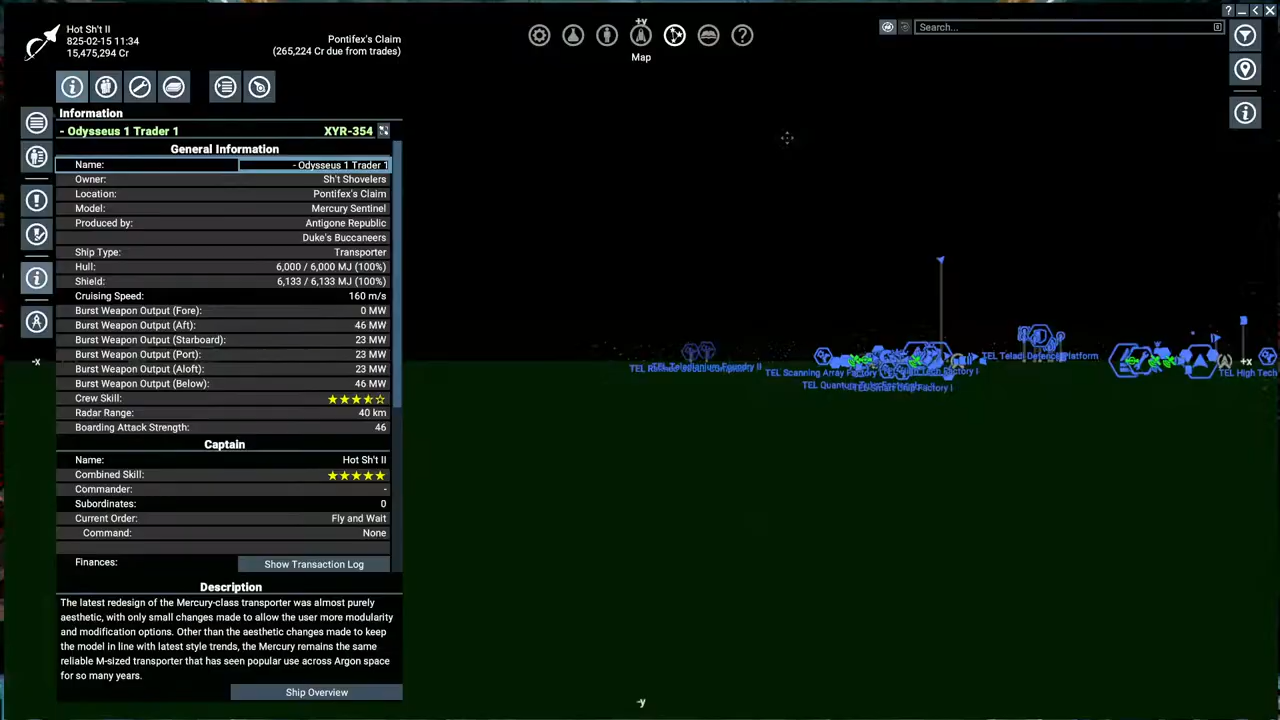 Hot Sh't II
825-02-15 11:34
15,475,294 Cr
Pontifex's Claim
(265,224 Cr due from trades)
+y
Map
Search...
?
Information
- Odysseus 1 Trader 1 XYR-354
General Information
Name: - Odysseus 1 Trader 1
Owner: Sh't Shovelers
Location: Pontifex's Claim
Model: Mercury Sentinel
Produced by: Antigone Republic
Duke's Buccaneers
Ship Type: Transporter
Hull: 6,000 / 6,000 MJ (100%)
Shield: 6,133 / 6,133 MJ (100%)
Cruising Speed: 160 m/s
Burst Weapon Output (Fore): 0 MW
Burst Weapon Output (Aft): 46 MW
Burst Weapon Output (Starboard): 23 MW
Burst Weapon Output (Port): 23 MW
Burst Weapon Output (Aloft): 23 MW
Burst Weapon Output (Below): 46 MW
Crew Skill:
Radar Range: 40 km
Boarding Attack Strength: 46
Captain
Name: Hot Sh't II
Combined Skill:
Commander: -
Subordinates: 0
Current Order: Fly and Wait
Command: None
Finances: Show Transaction Log
Description
The latest redesign of the Mercury-class transporter was almost purely
aesthetic, with only small changes made to allow the user more modularity
and modification options. Other than the aesthetic changes made to keep
the model in line with latest style trends, the Mercury remains the same
reliable M-sized transporter that has seen popular use across Argon space
for so many years.
Ship Overview
-x
+x
-y
TEL Teladi Defence Platform
TEL Teladianium Foundry II
TEL Scanning Array Factory
TEL High Tech